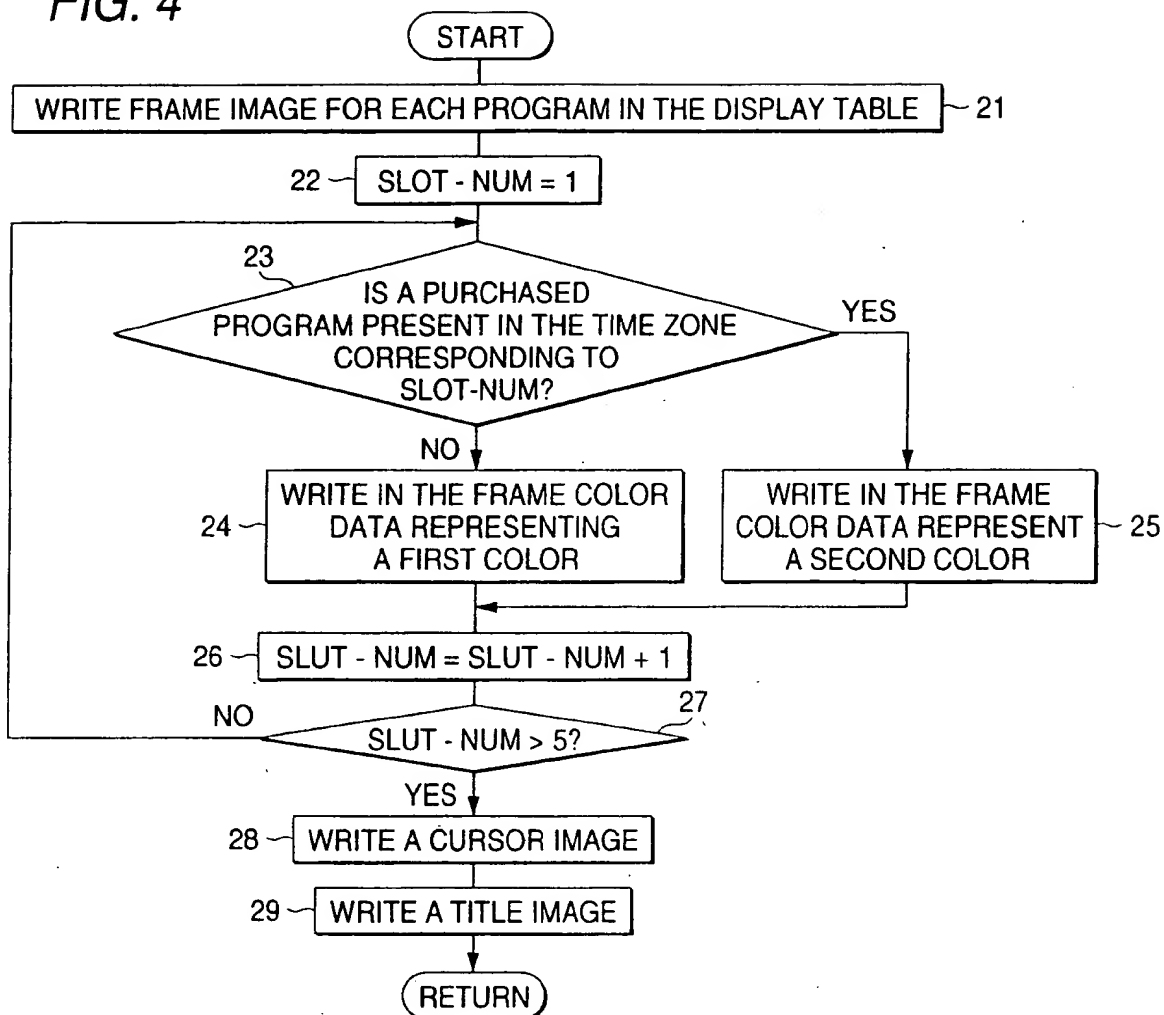 FIG. 4
START
WRITE FRAME IMAGE FOR EACH PROGRAM IN THE DISPLAY TABLE
21
22
SLOT - NUM = 1
23
IS A PURCHASED
PROGRAM PRESENT IN THE TIME ZONE
CORRESPONDING TO
SLOT-NUM?
YES
NO
24
WRITE IN THE FRAME COLOR
DATA REPRESENTING
A FIRST COLOR
WRITE IN THE FRAME
COLOR DATA REPRESENT
A SECOND COLOR
25
26
SLUT - NUM = SLUT - NUM + 1
27
NO
SLUT - NUM > 5?
YES
28
WRITE A CURSOR IMAGE
29
WRITE A TITLE IMAGE
RETURN